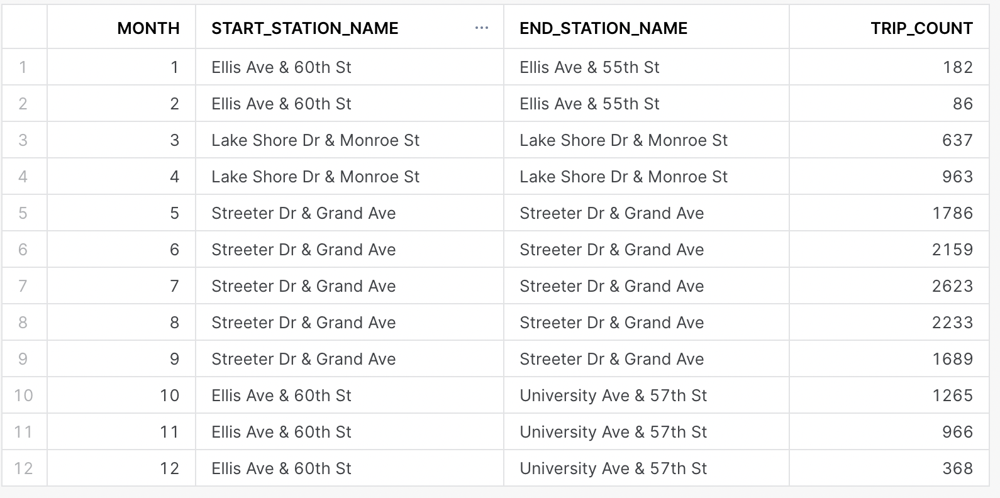 MONTH START_STATION_NAME ... END_STATION_NAME TRIP_COUNT
1 1 Ellis Ave & 60th St Ellis Ave & 55th St 182
2 2 Ellis Ave & 60th St Ellis Ave & 55th St 86
3 3 Lake Shore Dr & Monroe St Lake Shore Dr & Monroe St 637
4 4 Lake Shore Dr & Monroe St Lake Shore Dr & Monroe St 963
5 5 Streeter Dr & Grand Ave Streeter Dr & Grand Ave 1786
6 6 Streeter Dr & Grand Ave Streeter Dr & Grand Ave 2159
7 7 Streeter Dr & Grand Ave Streeter Dr & Grand Ave 2623
8 8 Streeter Dr & Grand Ave Streeter Dr & Grand Ave 2233
9 9 Streeter Dr & Grand Ave Streeter Dr & Grand Ave 1689
10 10 Ellis Ave & 60th St University Ave & 57th St 1265
11 11 Ellis Ave & 60th St University Ave & 57th St 966
12 12 Ellis Ave & 60th St University Ave & 57th St 368